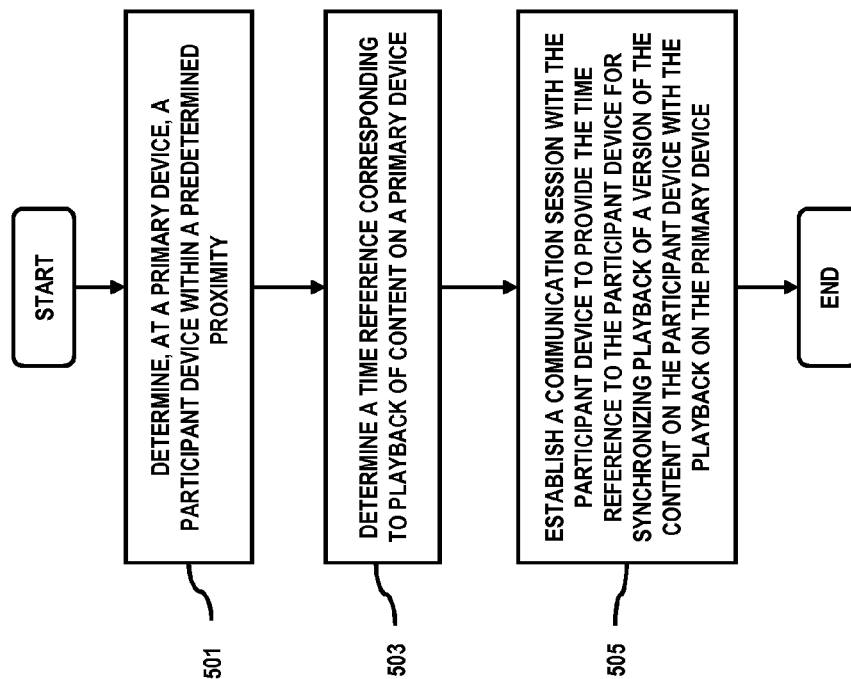 START
501
DETERMINE, AT A PRIMARY DEVICE, A
PARTICIPANT DEVICE WITHIN A PREDETERMINED
PROXIMITY
503
DETERMINE A TIME REFERENCE CORRESPONDING
TO PLAYBACK OF CONTENT ON A PRIMARY DEVICE
505
ESTABLISH A COMMUNICATION SESSION WITH THE
PARTICIPANT DEVICE TO PROVIDE THE TIME
REFERENCE TO THE PARTICIPANT DEVICE FOR
SYNCHRONIZING PLAYBACK OF A VERSION OF THE
CONTENT ON THE PARTICIPANT DEVICE WITH THE
PLAYBACK ON THE PRIMARY DEVICE
END